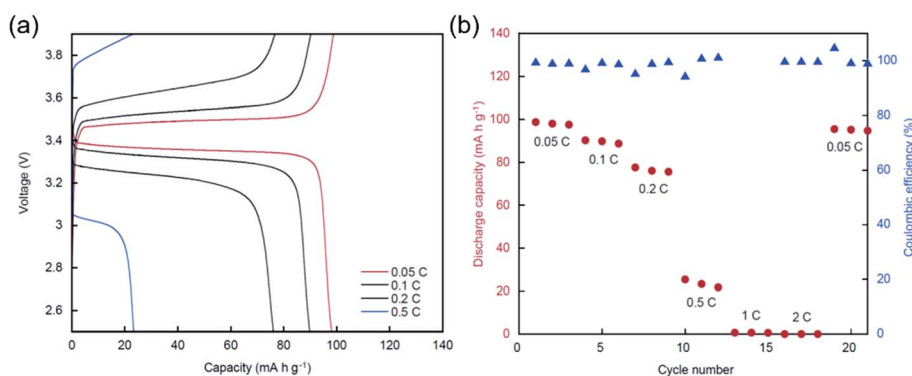 (a)
3.8
3.6
3.4
3.2
3
2.8
2.6
Voltage (V)
0
20
40
60
80
100
120
140
Capacity (mA h g⁻¹)
0.05 C
0.1 C
0.2 C
0.5 C
(b)
140
120
100
80
60
40
20
0
Discharge capacity (mA h g⁻¹)
0.05 C
0.1 C
0.2 C
0.5 C
1 C
2 C
0.05 C
0
5
10
15
20
Cycle number
100
80
60
40
20
0
Coulombic efficiency (%)